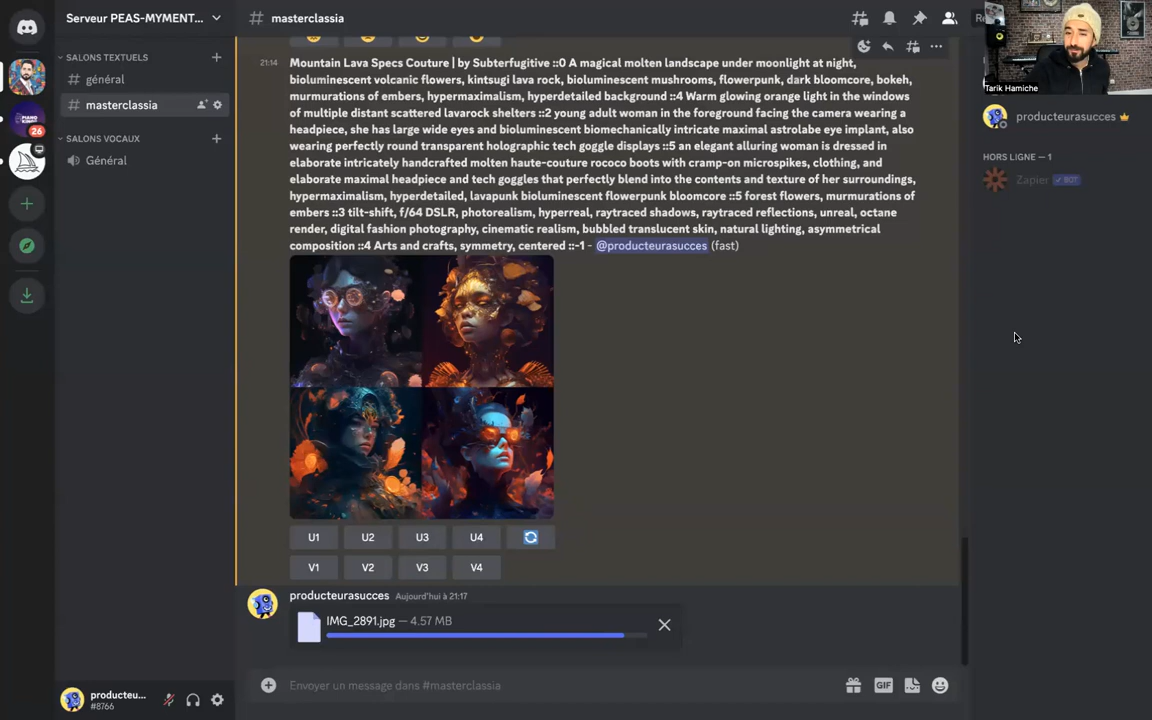 Serveur PEAS-MYMENT...
masterclassia
Tarik Hamiche
SALONS TEXTUELS
général
masterclassia
SALONS VOCAUX
Général
26
21:14
Mountain Lava Specs Couture | by Subterfugitive ::0 A magical molten landscape under moonlight at night,
bioluminescent volcanic flowers, kintsugi lava rock, bioluminescent mushrooms, flowerpunk, dark bloomcore, bokeh,
murmurations of embers, hypermaximalism, hyperdetailed background ::4 Warm glowing orange light in the windows
of multiple distant scattered lavarock shelters ::2 young adult woman in the foreground facing the camera wearing a
headpiece, she has large wide eyes and bioluminescent biomechanically intricate maximal astrolabe eye implant, also
wearing perfectly round transparent holographic tech goggle displays ::5 an elegant alluring woman is dressed in
elaborate intricately handcrafted molten haute-couture rococo boots with cramp-on microspikes, clothing, and
elaborate maximal headpiece and tech goggles that perfectly blend into the contents and texture of her surroundings,
hypermaximalism, hyperdetailed, lavapunk bioluminescent flowerpunk bloomcore ::5 forest flowers, murmurations of
embers ::3 tilt-shift, f/64 DSLR, photorealism, hyperreal, raytraced shadows, raytraced reflections, unreal, octane
render, digital fashion photography, cinematic realism, bubbled translucent skin, natural lighting, asymmetrical
composition ::4 Arts and crafts, symmetry, centered ::-1 - @producteurasucces (fast)
U1 U2 U3 U4
V1 V2 V3 V4
producteurasucces Aujourd'hui à 21:17
IMG_2891.jpg — 4.57 MB
Envoyer un message dans #masterclassia
GIF
producteu...
#8766
producteurasucces
HORS LIGNE — 1
Zapier BOT